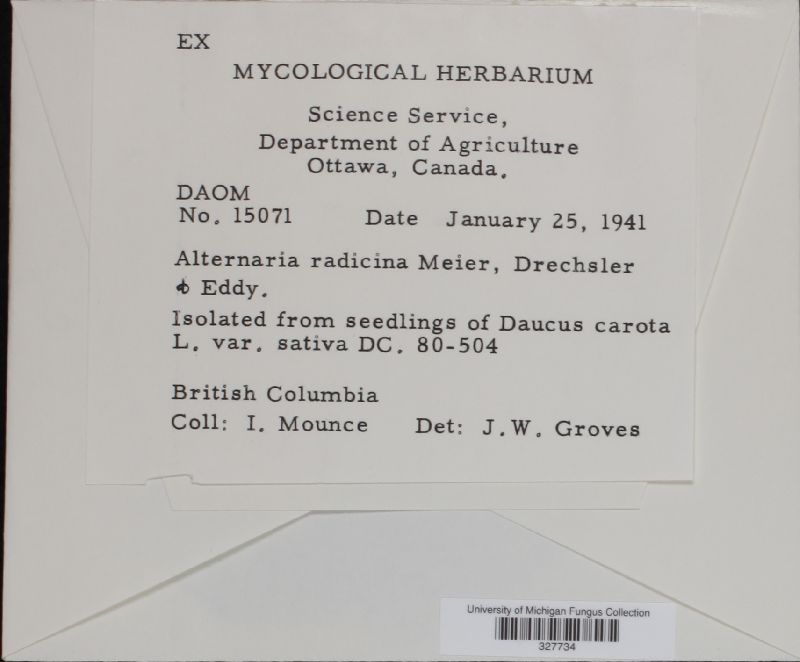 EX
MYCOLOGICAL HERBARIUM
Science Service,
Department of Agriculture
Ottawa, Canada.
DAOM
No. 15071 Date January 25, 1941
Alternaria radicina Meier, Drechsler
& Eddy.
Isolated from seedlings of Daucus carota
L. var. sativa DC. 80-504
British Columbia
Coll: I. Mounce Det: J.W. Groves
University of Michigan Fungus Collection
327734